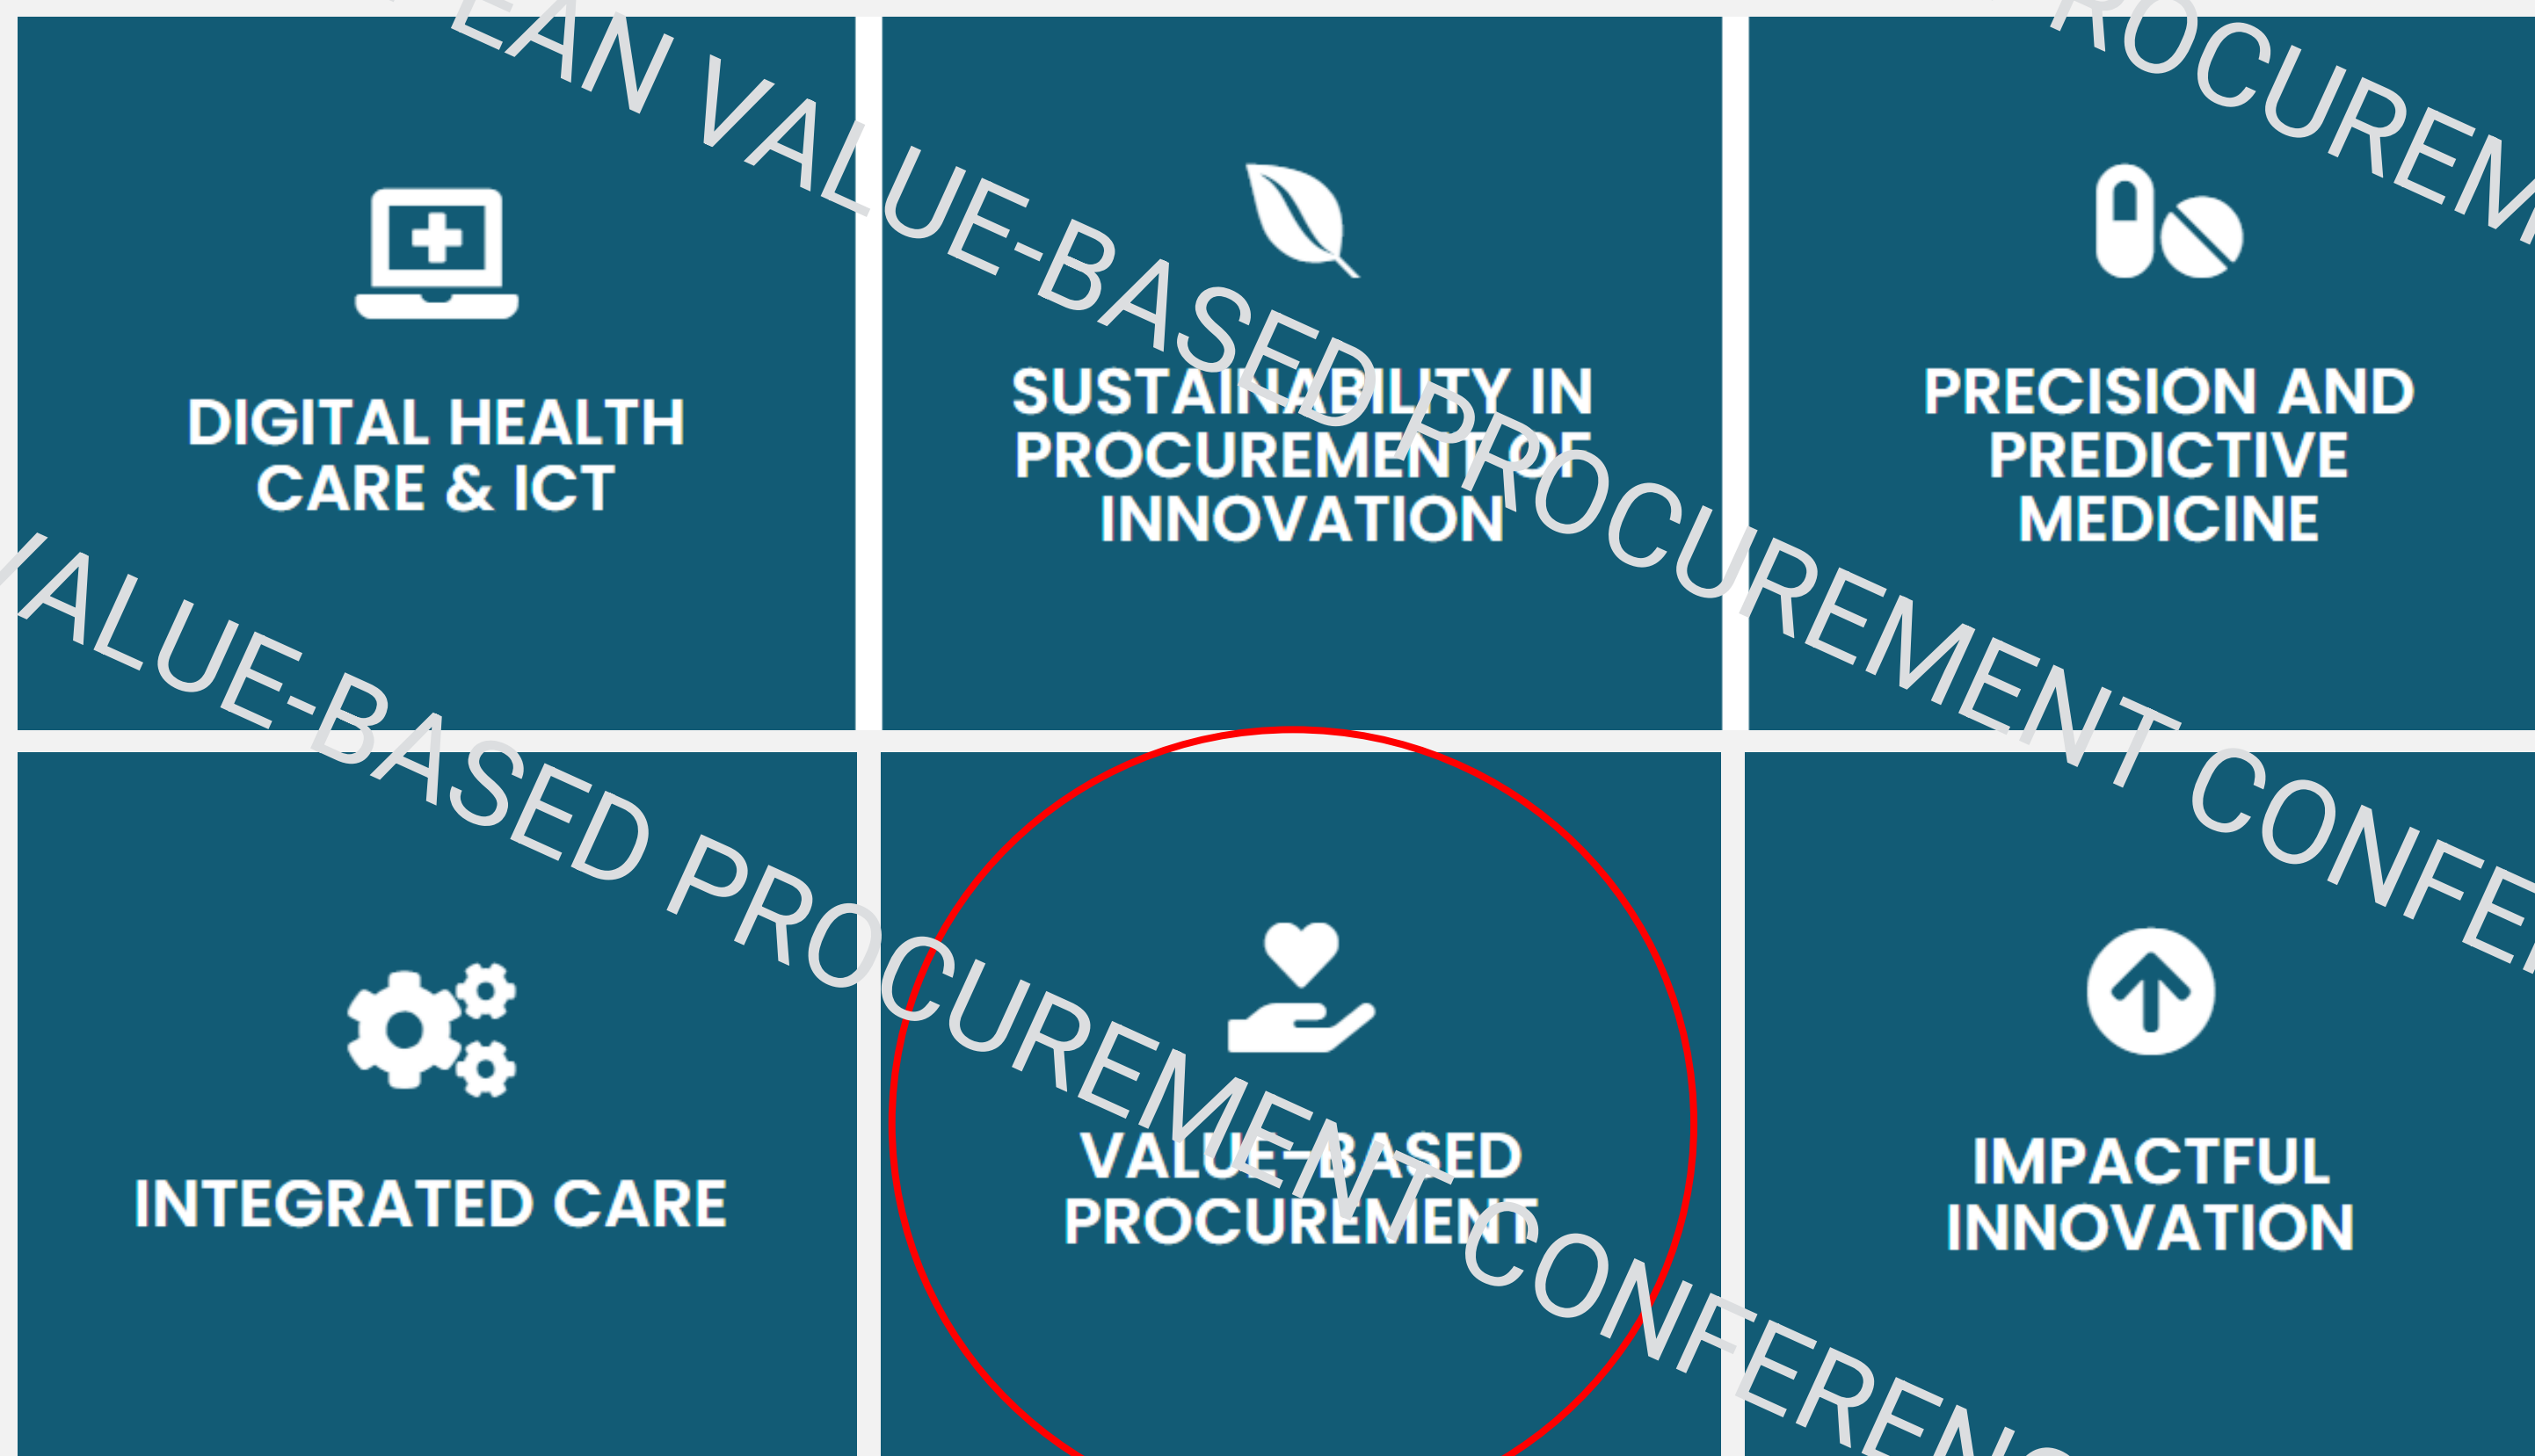 DIGITAL HEALTH
CARE & ICT
SUSTAINABILITY IN
PROCUREMENT OF
INNOVATION
PRECISION AND
PREDICTIVE
MEDICINE
INTEGRATED CARE
VALUE-BASED
PROCUREMENT
IMPACTFUL
INNOVATION
EAN VALUE-BASED PROCUREMENT CONFE
VALUE-BASED PROCUREMENT CONFERENC
ROCUREM